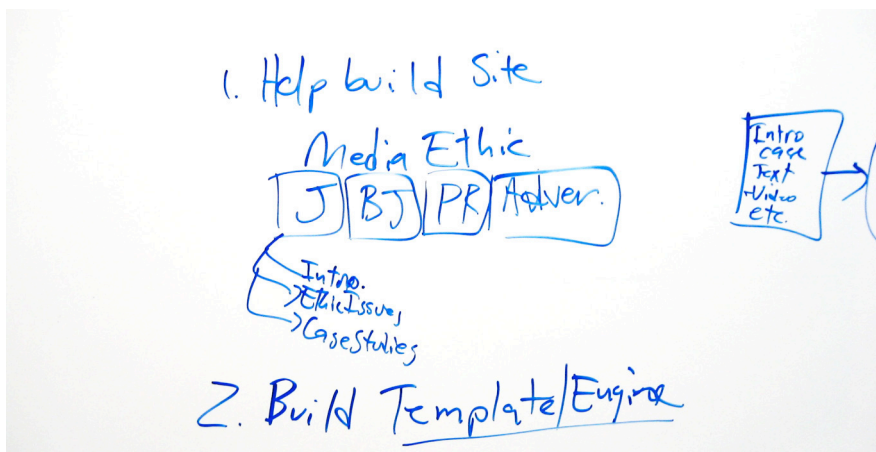 1. Help build Site
Media Ethic
J BJ PR Adver.
Intro.
EthicIssues
CaseStudies
2. Build Template/Engine
Intro
case
Text
-Video
etc.